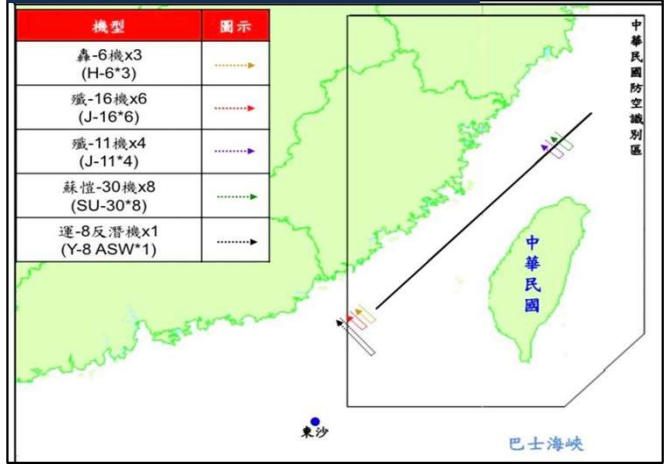 機型 圖示
轟-6機x3
(H-6*3)
殲-16機x6
(J-16*6)
殲-11機x4
(J-11*4)
蘇愷-30機x8
(SU-30*8)
運-8反潛機x1
(Y-8 ASW*1)
中華民國防空識別區
中華民國
東沙
巴士海峽